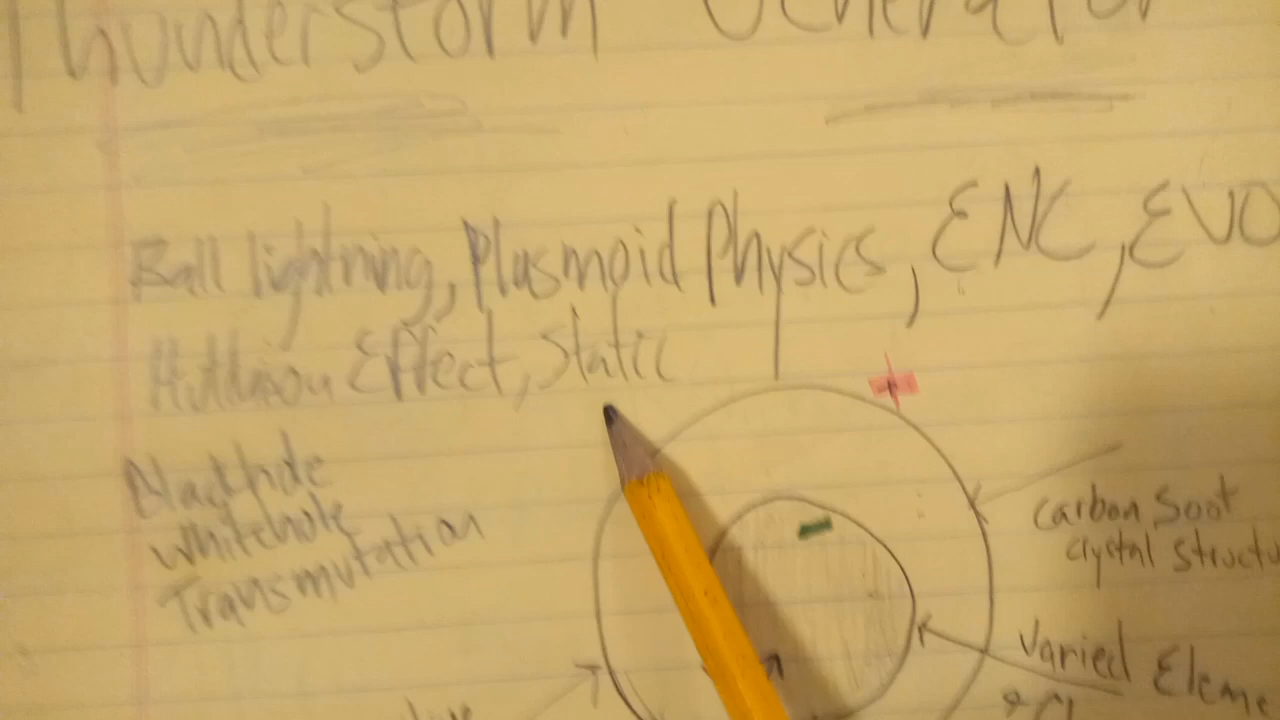 Thunderstorm Generator
Ball lightning, Plasmoid Physics, ENC, EVO
Effect, Static
Blackhole
Whitehole
Transmutation
+
-
Carbon Soot
Crystal Structu
Varied Eleme